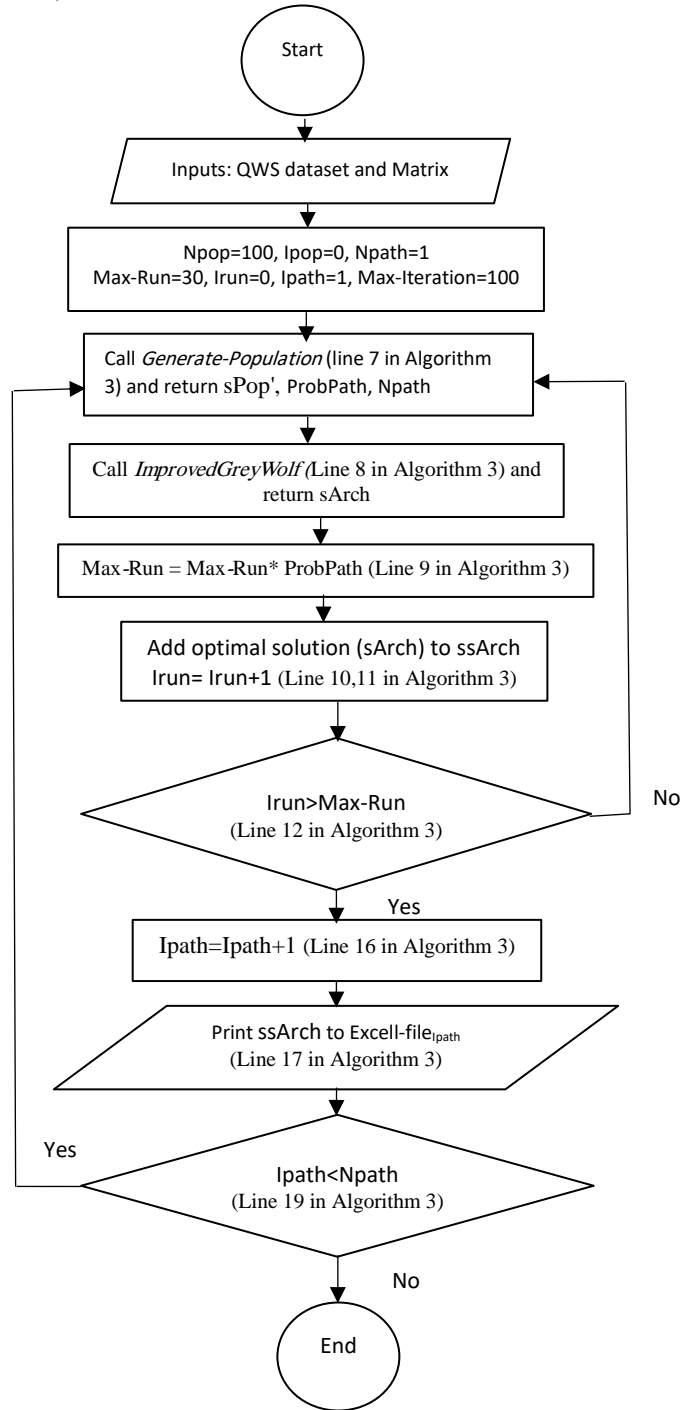 Start
Inputs: QWS dataset and Matrix
Npop=100, Ipop=0, Npath=1
Max-Run=30, Irun=0, Ipath=1, Max-Iteration=100
Call Generate-Population (line 7 in Algorithm
3) and return sPop', ProbPath, Npath
Call ImprovedGreyWolf (Line 8 in Algorithm 3) and
return sArch
Max-Run = Max-Run* ProbPath (Line 9 in Algorithm 3)
Add optimal solution (sArch) to ssArch
Irun= Irun+1 (Line 10,11 in Algorithm 3)
Irun>Max-Run
(Line 12 in Algorithm 3)
No
Yes
Ipath=Ipath+1 (Line 16 in Algorithm 3)
Print ssArch to Excell-fileIpath
(Line 17 in Algorithm 3)
Yes
Ipath<Npath
(Line 19 in Algorithm 3)
No
End